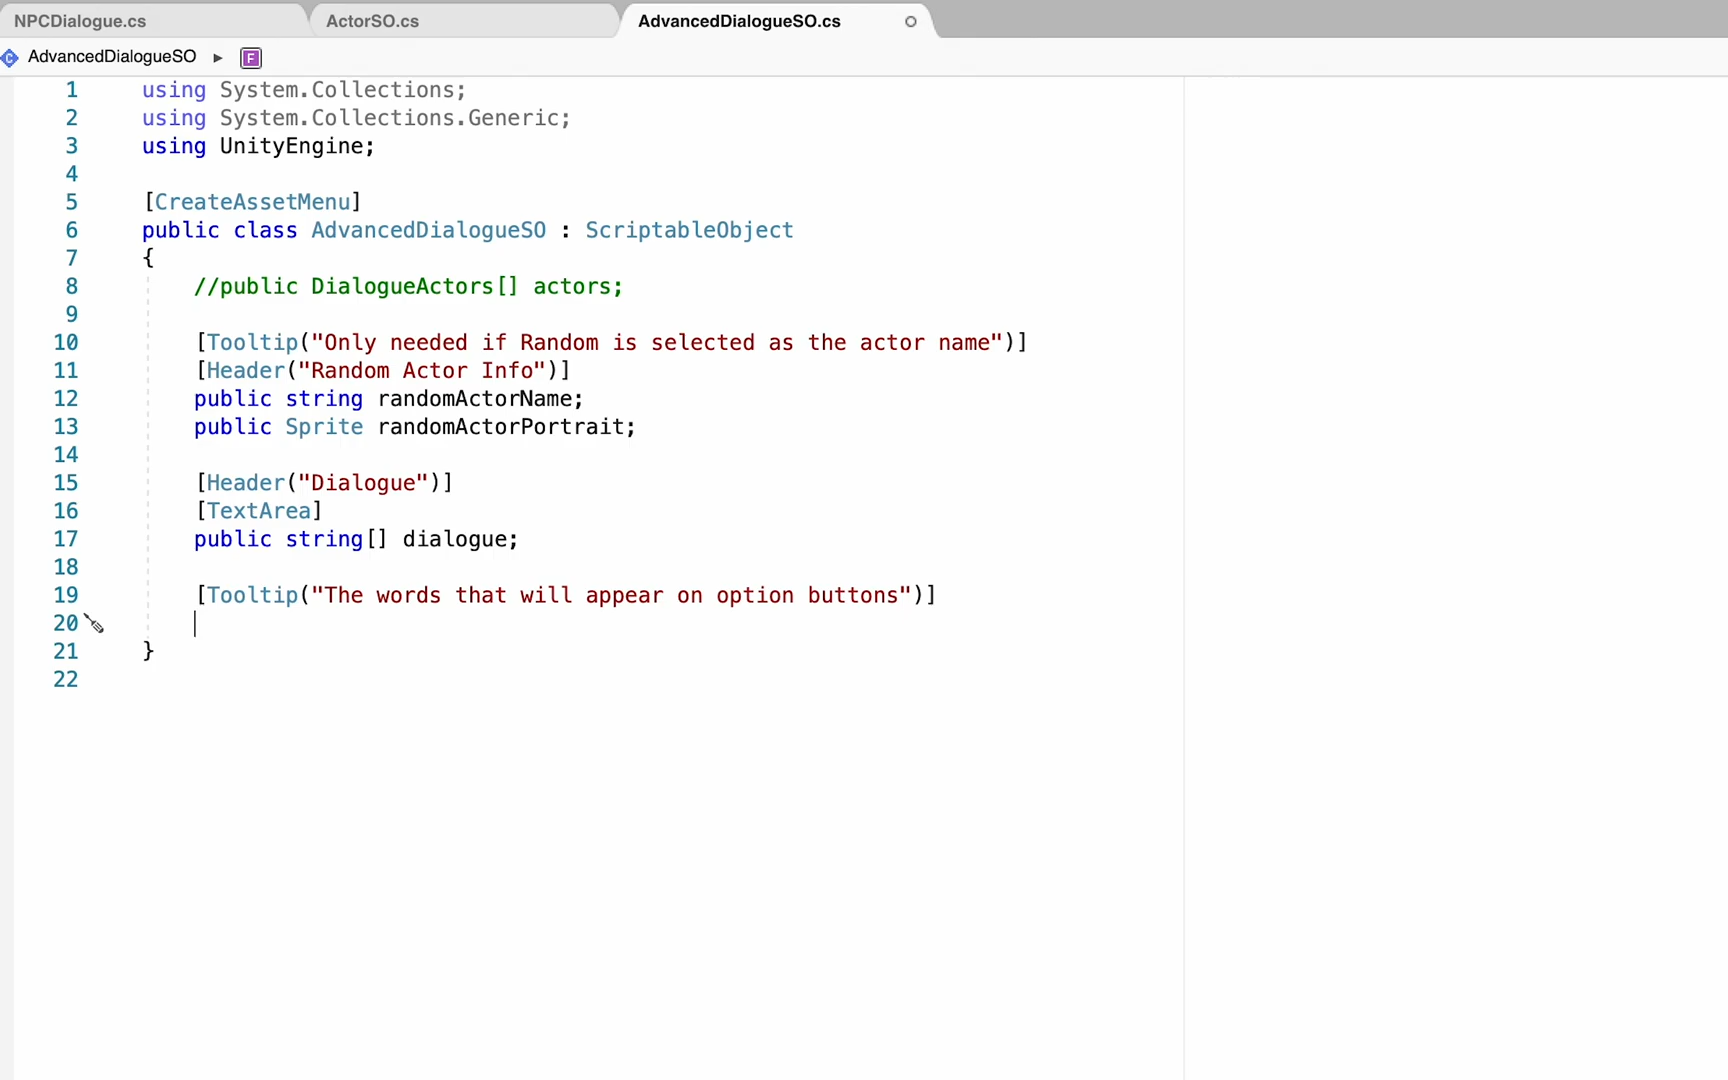 NPCDialogue.cs
ActorSO.cs
AdvancedDialogueSO.cs
AdvancedDialogueSO
1 using System.Collections;
2 using System.Collections.Generic;
3 using UnityEngine;
4
5 [CreateAssetMenu]
6 public class AdvancedDialogueSO : ScriptableObject
7 {
8 //public DialogueActors[] actors;
9
10 [Tooltip("Only needed if Random is selected as the actor name")]
11 [Header("Random Actor Info")]
12 public string randomActorName;
13 public Sprite randomActorPortrait;
14
15 [Header("Dialogue")]
16 [TextArea]
17 public string[] dialogue;
18
19 [Tooltip("The words that will appear on option buttons")]
20
21 }
22